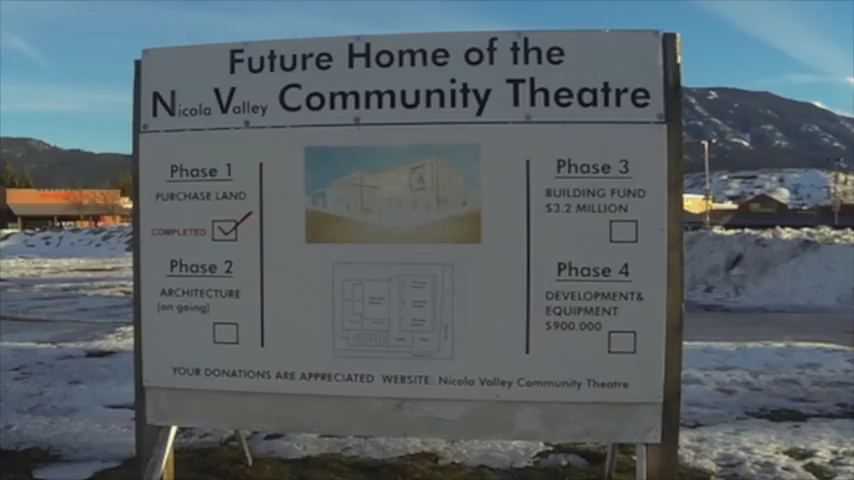 Future Home of the
Nicola Valley Community Theatre
Phase 1
PURCHASE LAND
COMPLETED
Phase 2
ARCHITECTURE
(on going)
Phase 3
BUILDING FUND
$3.2 MILLION
Phase 4
DEVELOPMENT&
EQUIPMENT
$900.000
YOUR DONATIONS ARE APPRECIATED WEBSITE: Nicola Valley Community Theatre